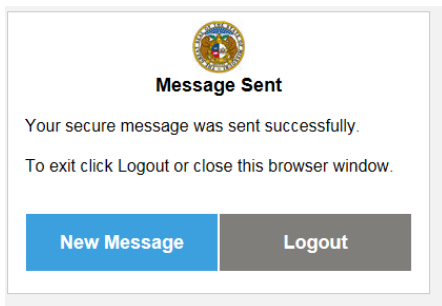 Message Sent
Your secure message was sent successfully.
To exit click Logout or close this browser window.
New Message
Logout